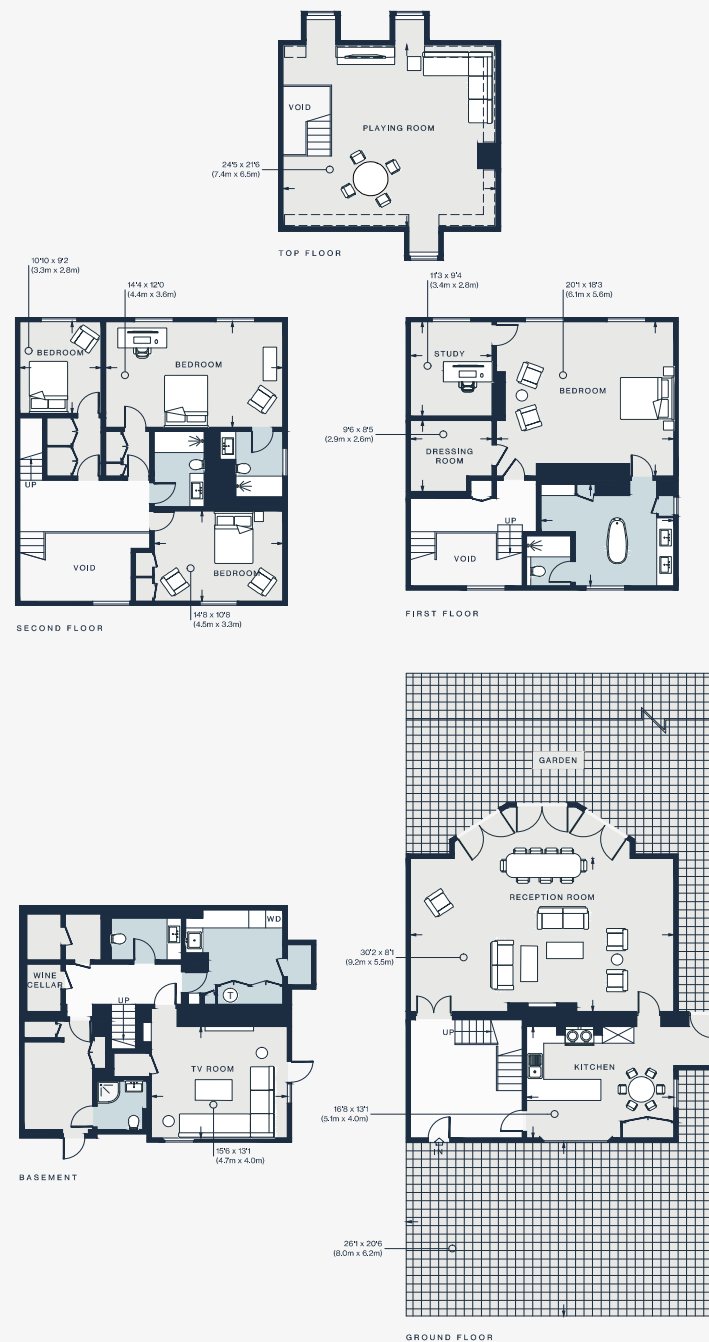 VOID
PLAYING ROOM
24'5 x 21'6
(7.4m x 6.5m)
TOP FLOOR
10'10 x 9'2
(3.3m x 2.8m)
14'4 x 12'0
(4.4m x 3.6m)
BEDROOM
BEDROOM
UP
VOID
BEDROOM
14'8 x 10'8
(4.5m x 3.3m)
SECOND FLOOR
11'3 x 9'4
(3.4m x 2.8m)
20'1 x 18'3
(6.1m x 5.6m)
STUDY
BEDROOM
9'6 x 8'5
(2.9m x 2.6m)
DRESSING
ROOM
UP
VOID
FIRST FLOOR
N
GARDEN
RECEPTION ROOM
30'2 x 8'1
(9.2m x 5.5m)
UP
KITCHEN
16'8 x 13'1
(5.1m x 4.0m)
IN
26'1 x 20'6
(8.0m x 6.2m)
GROUND FLOOR
WD
WINE
CELLAR
UP
T
TV ROOM
15'6 x 13'1
(4.7m x 4.0m)
BASEMENT